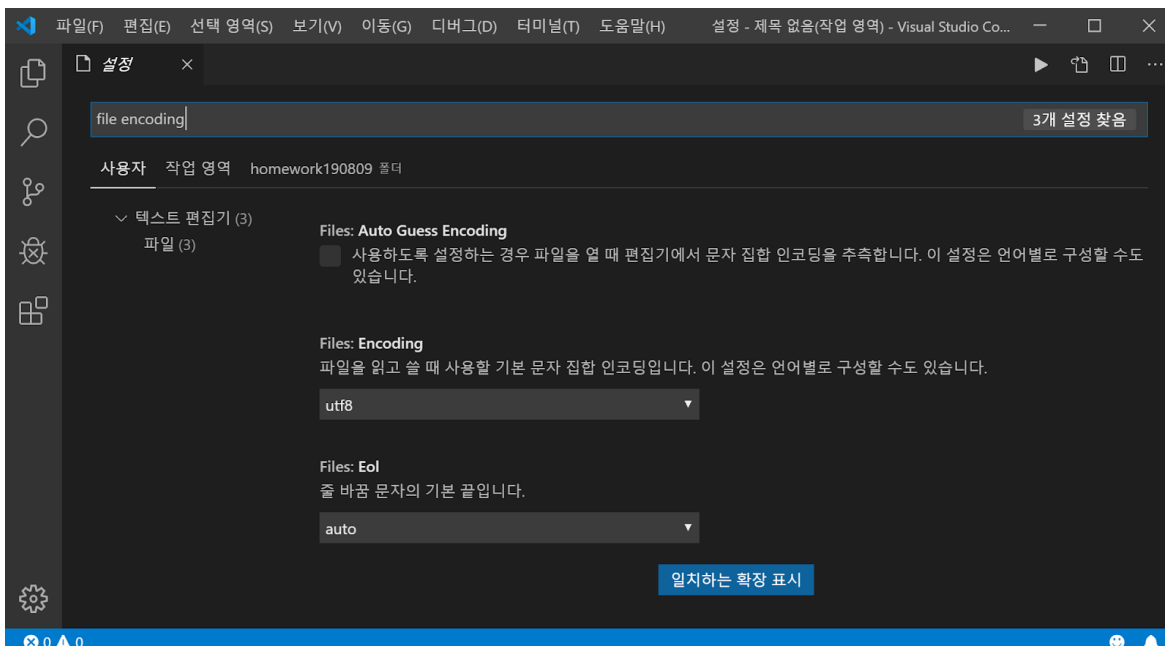 파일(F) 편집(E) 선택 영역(S) 보기(V) 이동(G) 디버그(D) 터미널(T) 도움말(H) 설정 - 제목 없음(작업 영역) - Visual Studio Co...
설정
file encoding 3개 설정 찾음
사용자 작업 영역 homework190809 폴더
텍스트 편집기 (3)
파일 (3)
Files: Auto Guess Encoding
사용하도록 설정하는 경우 파일을 열 때 편집기에서 문자 집합 인코딩을 추측합니다. 이 설정은 언어별로 구성할 수도
있습니다.
Files: Encoding
파일을 읽고 쓸 때 사용할 기본 문자 집합 인코딩입니다. 이 설정은 언어별로 구성할 수도 있습니다.
utf8
Files: Eol
줄 바꿈 문자의 기본 끝입니다.
auto
일치하는 확장 표시
0 0